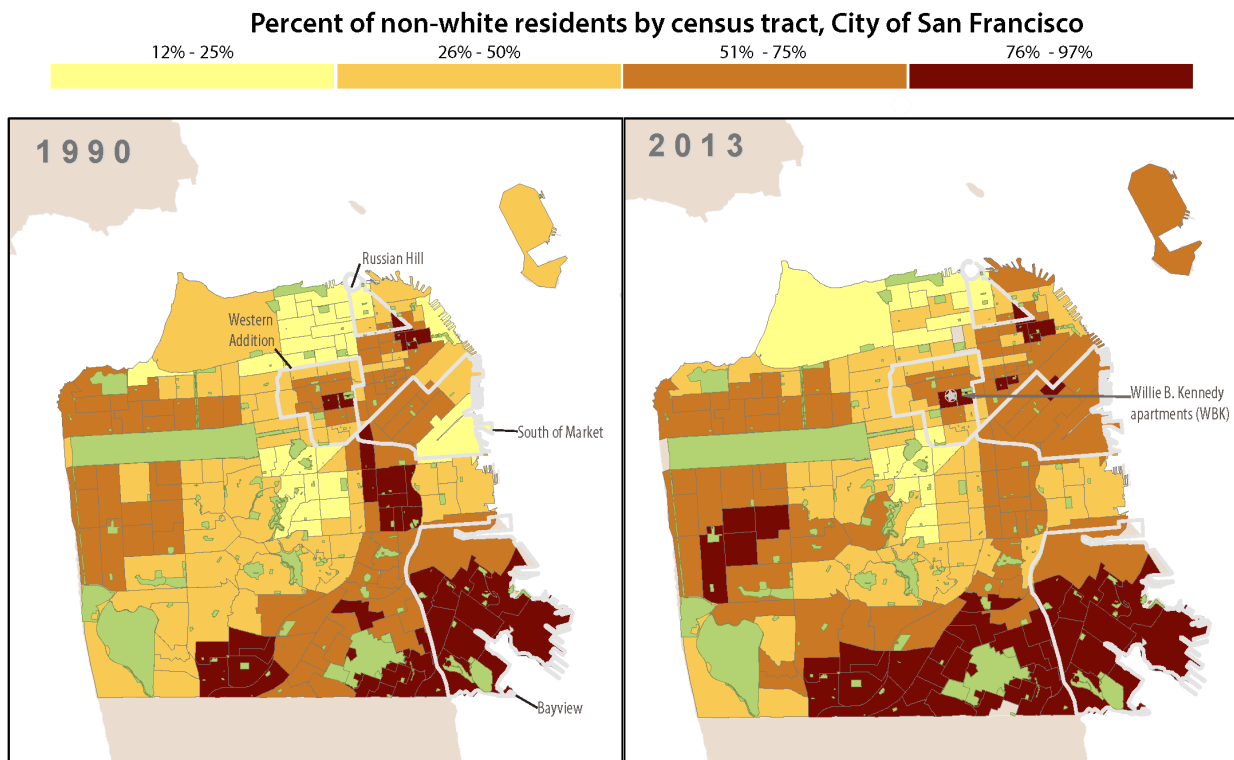 Percent of non-white residents by census tract, City of San Francisco
12% - 25%
26% - 50%
51% - 75%
76% - 97%
1990
2013
Russian Hill
Western
Addition
Willie B. Kennedy
apartments (WBK)
South of Market
Bayview